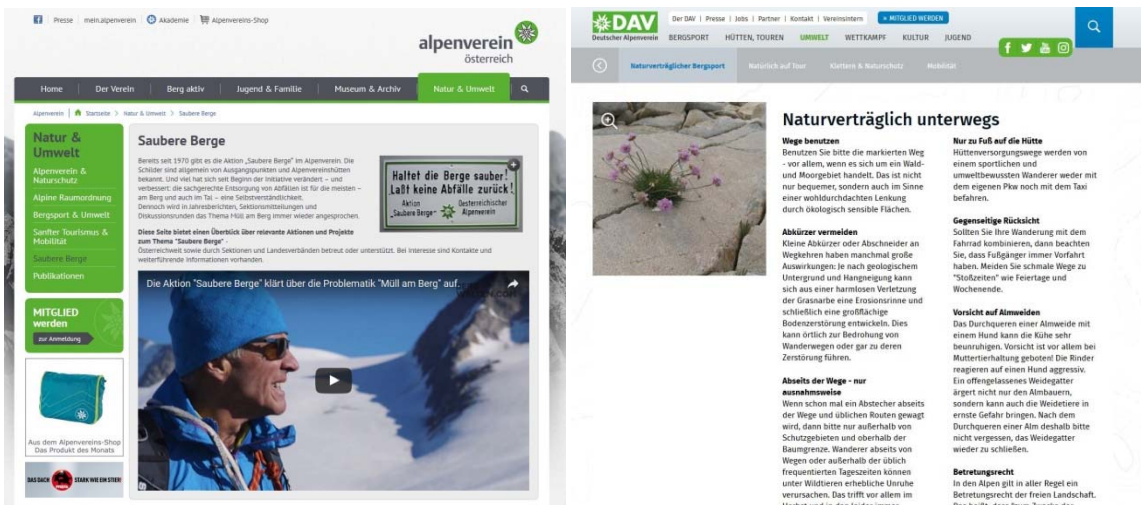 Presse
mein.alpenverein
Akademie
Alpenvereins-Shop
alpenverein
österreich
Home
Der Verein
Berg aktiv
Jugend & Familie
Museum & Archiv
Natur & Umwelt
Alpenverein
Startseite > Natur & Umwelt > Saubere Berge
Natur &
Umwelt
Alpenverein &
Naturschutz
Alpine Raumordnung
Bergsport & Umwelt
Sanfter Tourismus &
Mobilität
Saubere Berge
Publikationen
MITGLIED
werden
zur Anmeldung
Aus dem Alpenvereins-Shop
Das Produkt des Monats
DAS DACH
STARK WIE EIN STIER!
Saubere Berge
Bereits seit 1970 gibt es die Aktion „Saubere Berge" im Alpenverein. Die
Schilder sind allgemein von Ausgangspunkten und Alpenvereinshütten
bekannt. Und viel hat sich seit Beginn der Initiative verändert – und
verbessert: die sachgerechte Entsorgung von Abfällen ist für die meisten –
am Berg und auch im Tal – eine Selbstverständlichkeit.
Dennoch wird in Jahresberichten, Sektionsmitteilungen und
Diskussionsrunden das Thema Müll am Berg immer wieder angesprochen.
Diese Seite bietet einen Überblick über relevante Aktionen und Projekte
zum Thema "Saubere Berge" -
Österreichweit sowie durch Sektionen und Landesverbänden betreut oder unterstützt. Bei Interesse sind Kontakte und
weiterführende Informationen vorhanden.
Haltet die Berge sauber!
Laßt keine Abfälle zurück!
Aktion
„Saubere Berge"
Oesterreichischer
Alpenverein
Die Aktion "Saubere Berge" klärt über die Problematik "Müll am Berg" auf.
DAV
Deutscher Alpenverein
Der DAV | Presse | Jobs | Partner | Kontakt | Vereinsintern
» MITGLIED WERDEN
BERGSPORT
HÜTTEN, TOUREN
UMWELT
WETTKAMPF
KULTUR
JUGEND
Naturverträglicher Bergsport
Natürlich auf Tour
Klettern & Naturschutz
Mobilität
Naturverträglich unterwegs
Wege benutzen
Benutzen Sie bitte die markierten Weg
- vor allem, wenn es sich um ein Wald-
und Moorgebiet handelt. Das ist nicht
nur bequemer, sondern auch im Sinne
einer wohldurchdachten Lenkung
durch ökologisch sensible Flächen.
Abkürzer vermeiden
Kleine Abkürzer oder Abschneider an
Wegkehren haben manchmal große
Auswirkungen: Je nach geologischem
Untergrund und Hangneigung kann
sich aus einer harmlosen Verletzung
der Grasnarbe eine Erosionsrinne und
schließlich eine großflächige
Bodenzerstörung entwickeln. Dies
kann örtlich zur Bedrohung von
Wanderwegen oder gar zu deren
Zerstörung führen.
Abseits der Wege - nur
ausnahmsweise
Wenn schon mal ein Abstecher abseits
der Wege und üblichen Routen gewagt
wird, dann bitte nur außerhalb von
Schutzgebieten und oberhalb der
Baumgrenze. Wanderer abseits von
Wegen oder außerhalb der üblich
frequentierten Tageszeiten können
unter Wildtieren erhebliche Unruhe
verursachen. Das trifft vor allem im
Nur zu Fuß auf die Hütte
Hüttenversorgungswege werden von
einem sportlichen und
umweltbewussten Wanderer weder mit
dem eigenen Pkw noch mit dem Taxi
befahren.
Gegenseitige Rücksicht
Sollten Sie Ihre Wanderung mit dem
Fahrrad kombinieren, dann beachten
Sie, dass Fußgänger immer Vorfahrt
haben. Meiden Sie schmale Wege zu
"Stoßzeiten" wie Feiertage und
Wochenende.
Vorsicht auf Almweiden
Das Durchqueren einer Almweide mit
einem Hund kann die Kühe sehr
beunruhigen. Vorsicht ist vor allem bei
Muttertierhaltung geboten! Die Rinder
reagieren auf einen Hund aggressiv.
Ein offengelassenes Weidegatter
ärgert nicht nur den Almbauern,
sondern kann auch die Weidetiere in
ernste Gefahr bringen. Nach dem
Durchqueren einer Alm deshalb bitte
nicht vergessen, das Weidegatter
wieder zu schließen.
Betretungsrecht
In den Alpen gilt in aller Regel ein
Betretungsrecht der freien Landschaft.